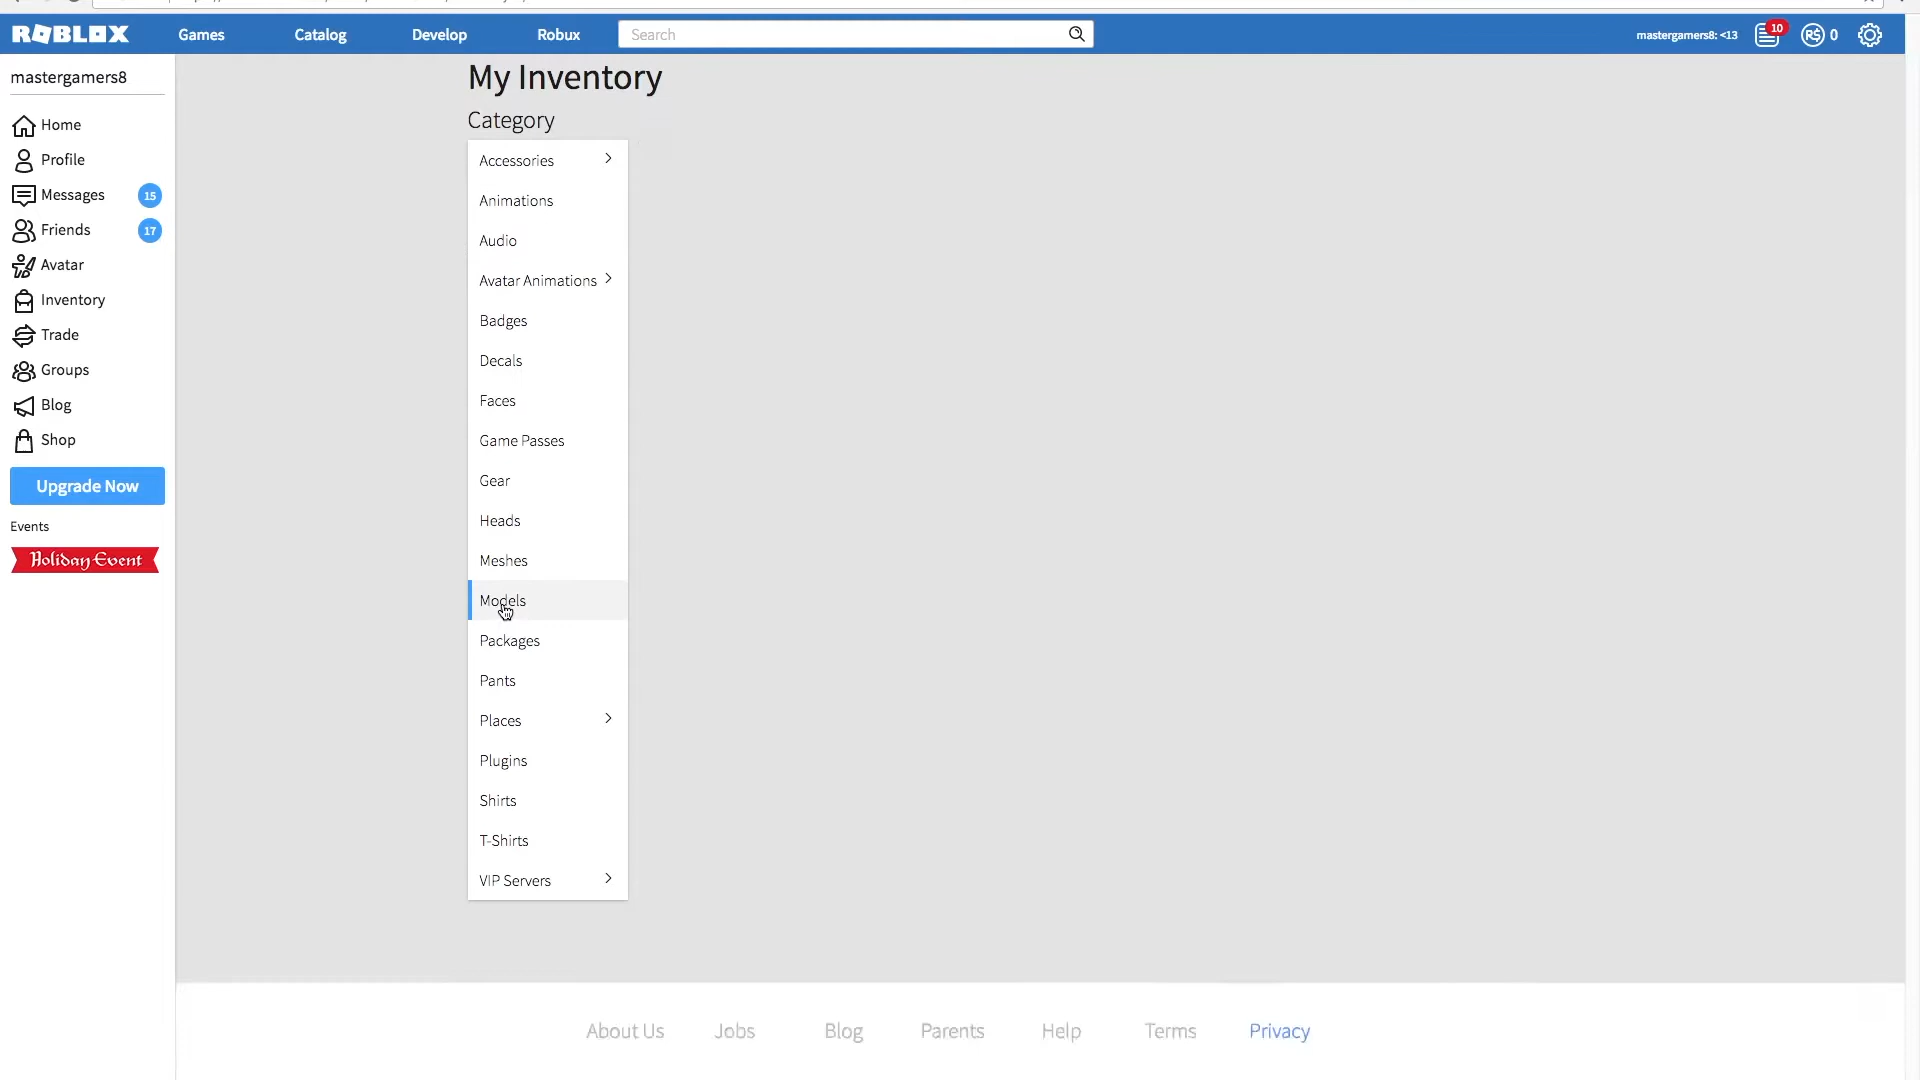 ROBLOX
Games
Catalog
Develop
Robux
Search
mastergamers8: <13
10
R$ 0
mastergamers8
Home
Profile
Messages 15
Friends 17
Avatar
Inventory
Trade
Groups
Blog
Shop
Upgrade Now
Events
Holiday Event
My Inventory
Category
Accessories
Animations
Audio
Avatar Animations
Badges
Decals
Faces
Game Passes
Gear
Heads
Meshes
Models
Packages
Pants
Places
Plugins
Shirts
T-Shirts
VIP Servers
About Us
Jobs
Blog
Parents
Help
Terms
Privacy